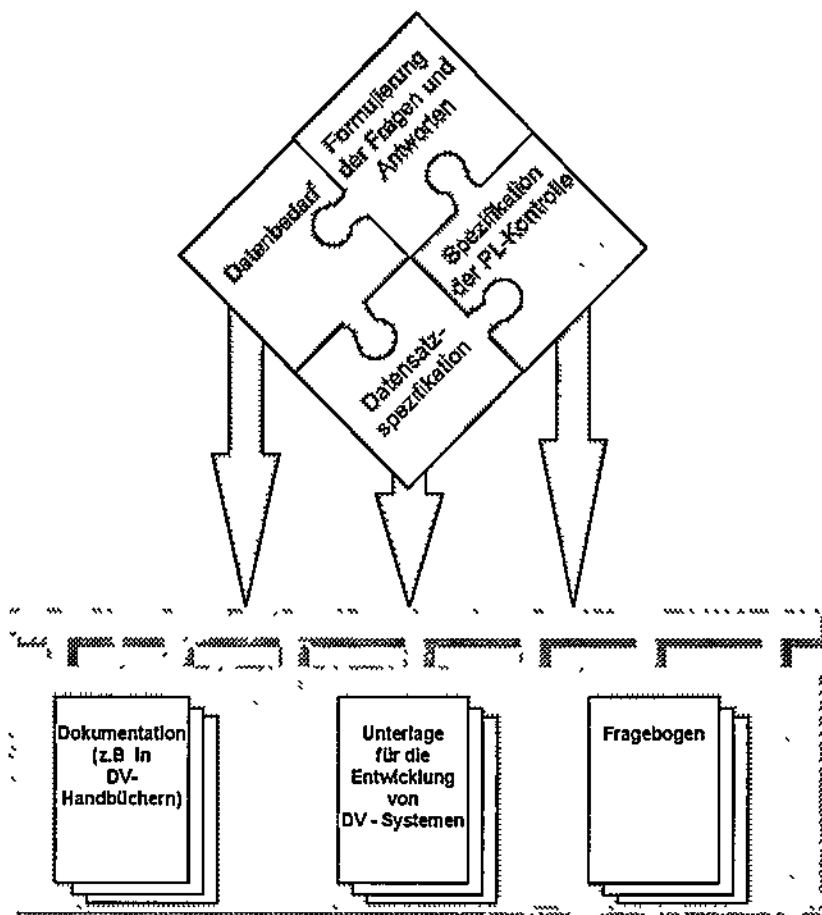 Formulierung
der Fragen und
Antworten
Datenbedarf
Spezifikation
der PL-Kontrolle
Datensatz-
spezifikation
Dokumentation
(z.B in
DV-
Handbüchern)
Unterlage
für die
Entwicklung
von
DV - Systemen
Fragebogen